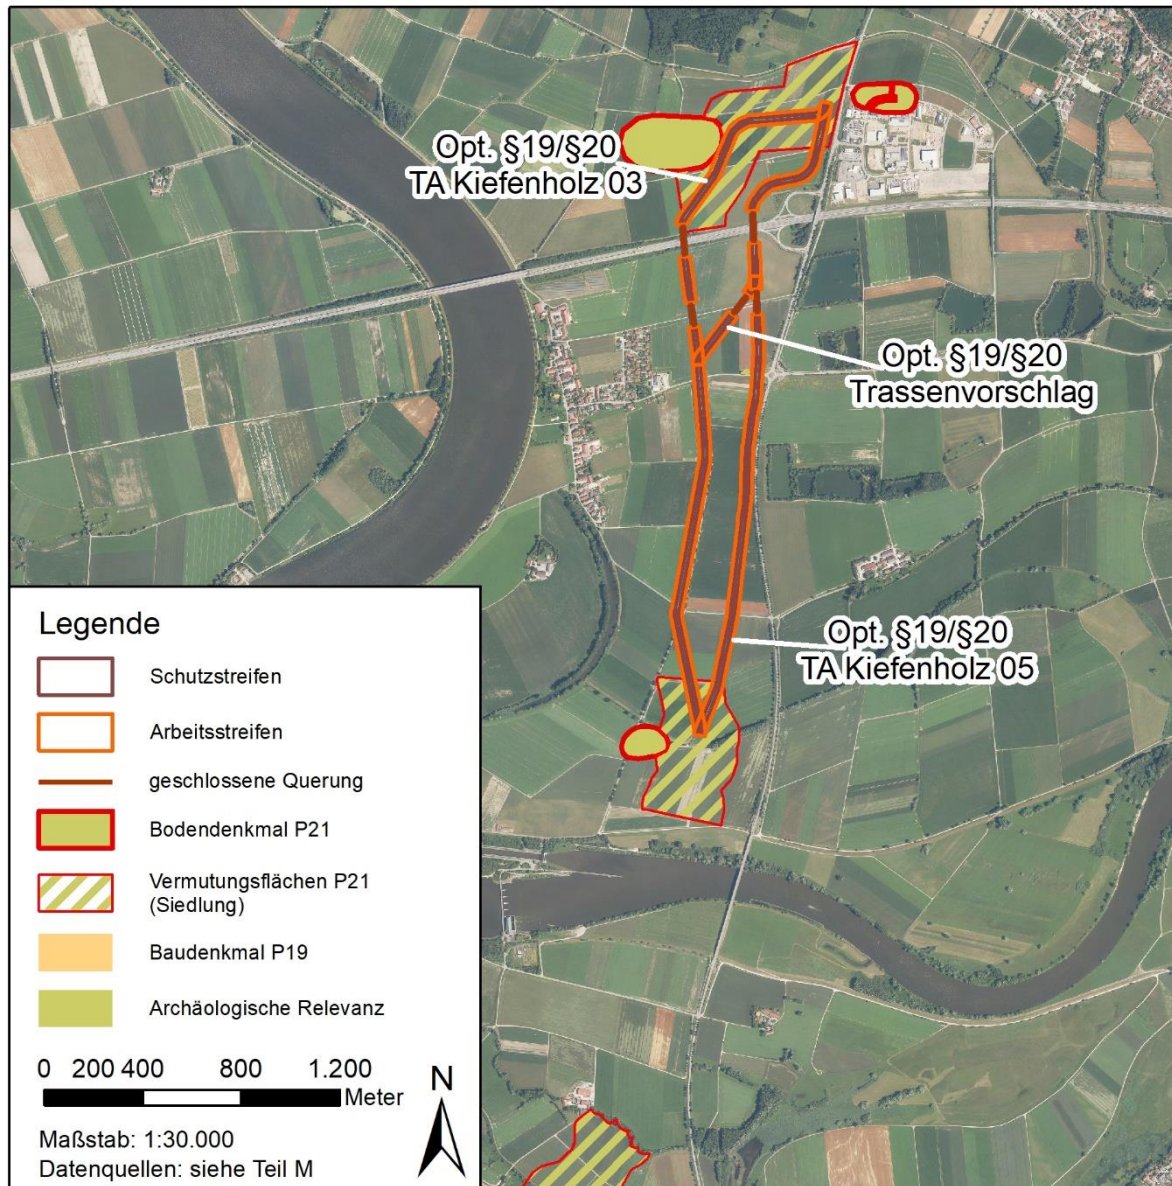 Opt. §19/§20
TA Kiefenholz 03
Opt. §19/§20
Trassenvorschlag
Opt. §19/§20
TA Kiefenholz 05
Legende
Schutzstreifen
Arbeitsstreifen
geschlossene Querung
Bodendenkmal P21
Vermutungsflächen P21
(Siedlung)
Baudenkmal P19
Archäologische Relevanz
0 200 400 800 1.200
Meter
N
Maßstab: 1:30.000
Datenquellen: siehe Teil M